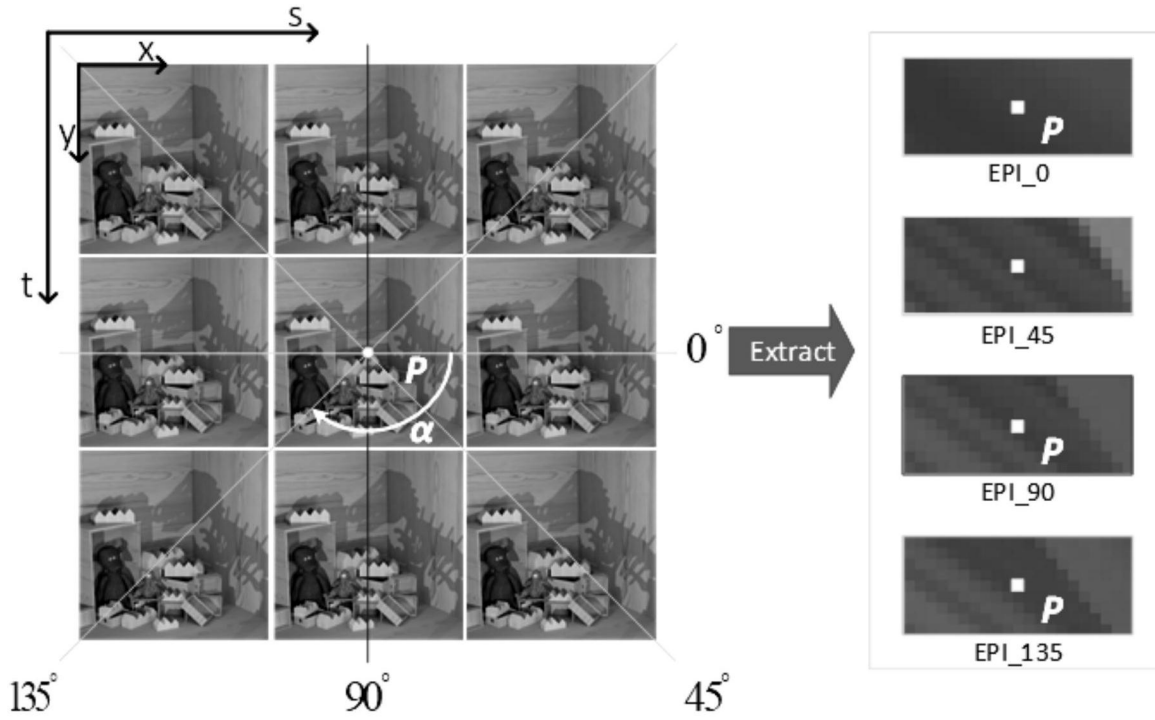 s
x
y
t
P
α
0°
135°
90°
45°
Extract
P
EPI_0
EPI_45
P
EPI_90
P
EPI_135